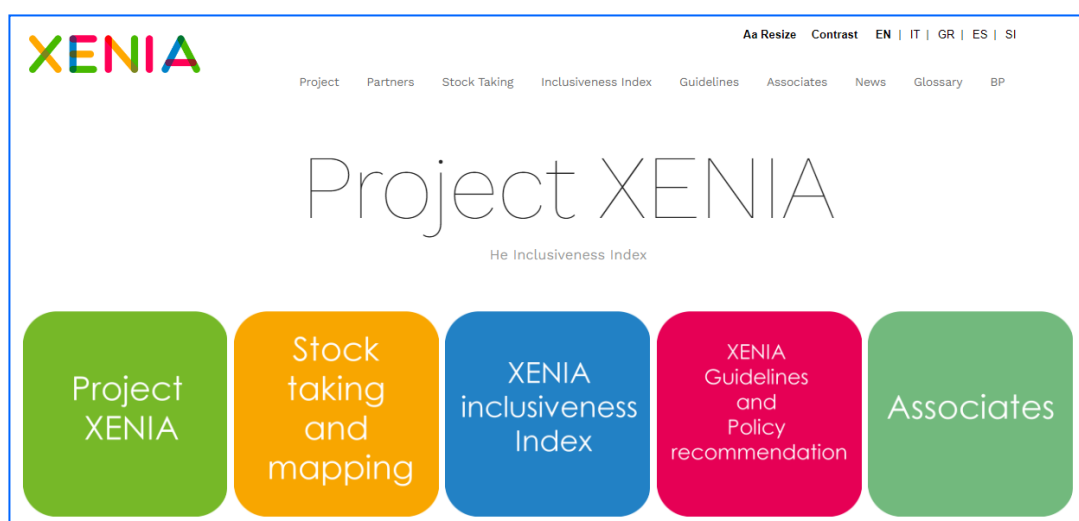 XENIA
Aa Resize Contrast EN | IT | GR | ES | SI
Project Partners Stock Taking Inclusiveness Index Guidelines Associates News Glossary BP
Project XENIA
He Inclusiveness Index
Project
XENIA
Stock
taking
and
mapping
XENIA
inclusiveness
Index
XENIA
Guidelines
and
Policy
recommendation
Associates